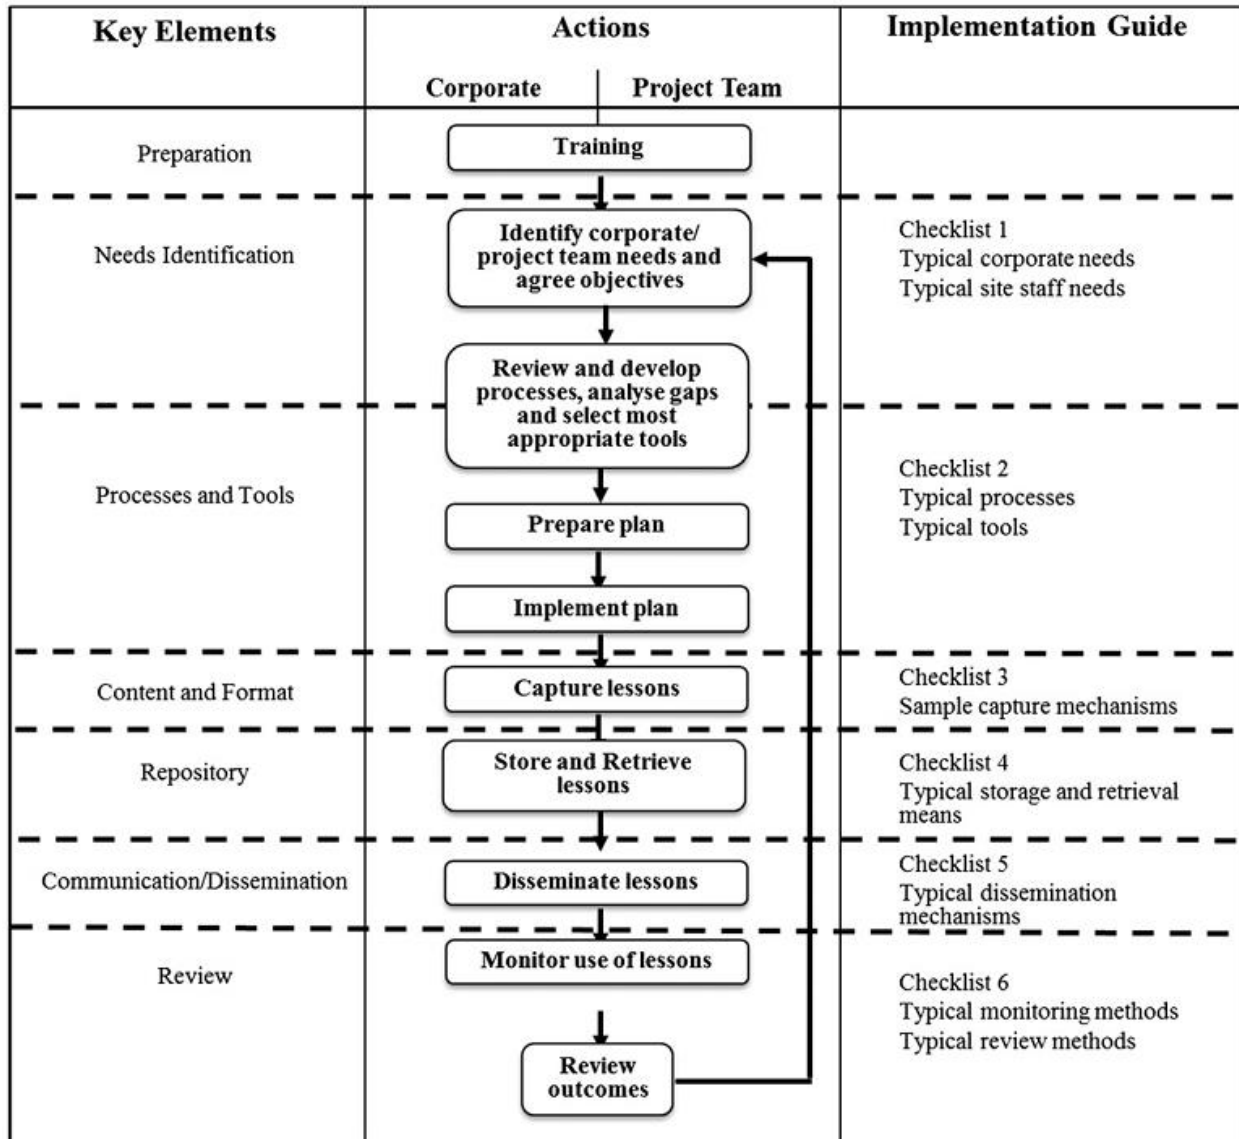 Key Elements
Actions
Implementation Guide
Corporate
Project Team
Preparation
Training
Needs Identification
Identify corporate/
project team needs and
agree objectives
Checklist 1
Typical corporate needs
Typical site staff needs
Review and develop
processes, analyse gaps
and select most
appropriate tools
Processes and Tools
Checklist 2
Typical processes
Typical tools
Prepare plan
Implement plan
Content and Format
Capture lessons
Checklist 3
Sample capture mechanisms
Repository
Store and Retrieve
lessons
Checklist 4
Typical storage and retrieval
means
Communication/Dissemination
Disseminate lessons
Checklist 5
Typical dissemination
mechanisms
Review
Monitor use of lessons
Checklist 6
Typical monitoring methods
Typical review methods
Review
outcomes